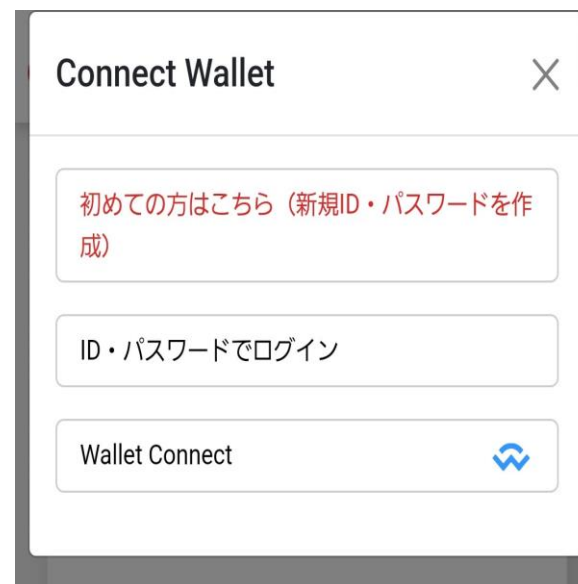 Connect Wallet
初めての方はこちら（新規ID・パスワードを作
成）
ID・パスワードでログイン
Wallet Connect